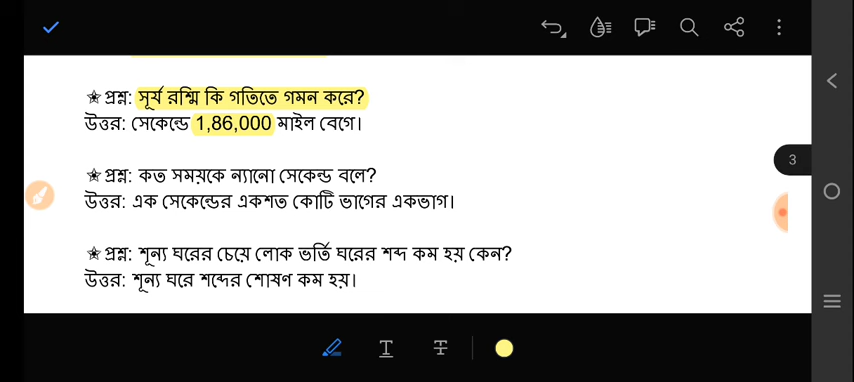 ★প্রশ্ন: সূর্য রশ্মি কি গতিতে গমন করে?
উত্তর: সেকেন্ডে 1,86,000 মাইল বেগে।
★প্রশ্ন: কত সময়কে ন্যানো সেকেন্ড বলে?
উত্তর: এক সেকেন্ডের একশত কোটি ভাগের একভাগ।
3
★প্রশ্ন: শূন্য ঘরের চেয়ে লোক ভর্তি ঘরের শব্দ কম হয় কেন?
উত্তর: শূন্য ঘরে শব্দের শোষণ কম হয়।